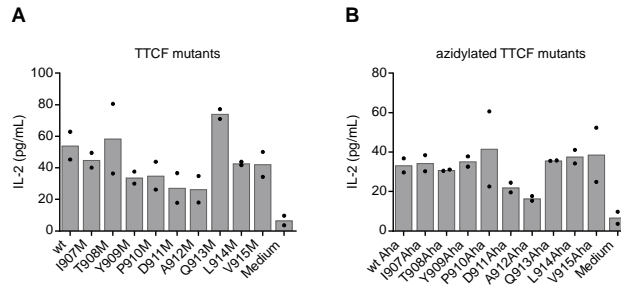 A
TTCF mutants
IL-2 (pg/mL)
100
80
60
40
20
0
wt
I907M
T908M
Y909M
P910M
D911M
A912M
Q913M
L914M
V915M
Medium
B
azidylated TTCF mutants
IL-2 (pg/mL)
80
60
40
20
0
wt Aha
I907Aha
T908Aha
Y909Aha
P910Aha
D911Aha
A912Aha
Q913Aha
L914Aha
V915Aha
Medium